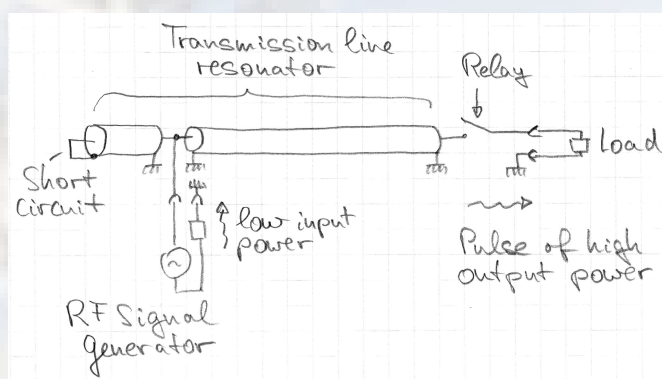 Transmission line
resonator
Relay
Short
circuit
low input
power
Load
Pulse of high
output power
RF Signal
generator